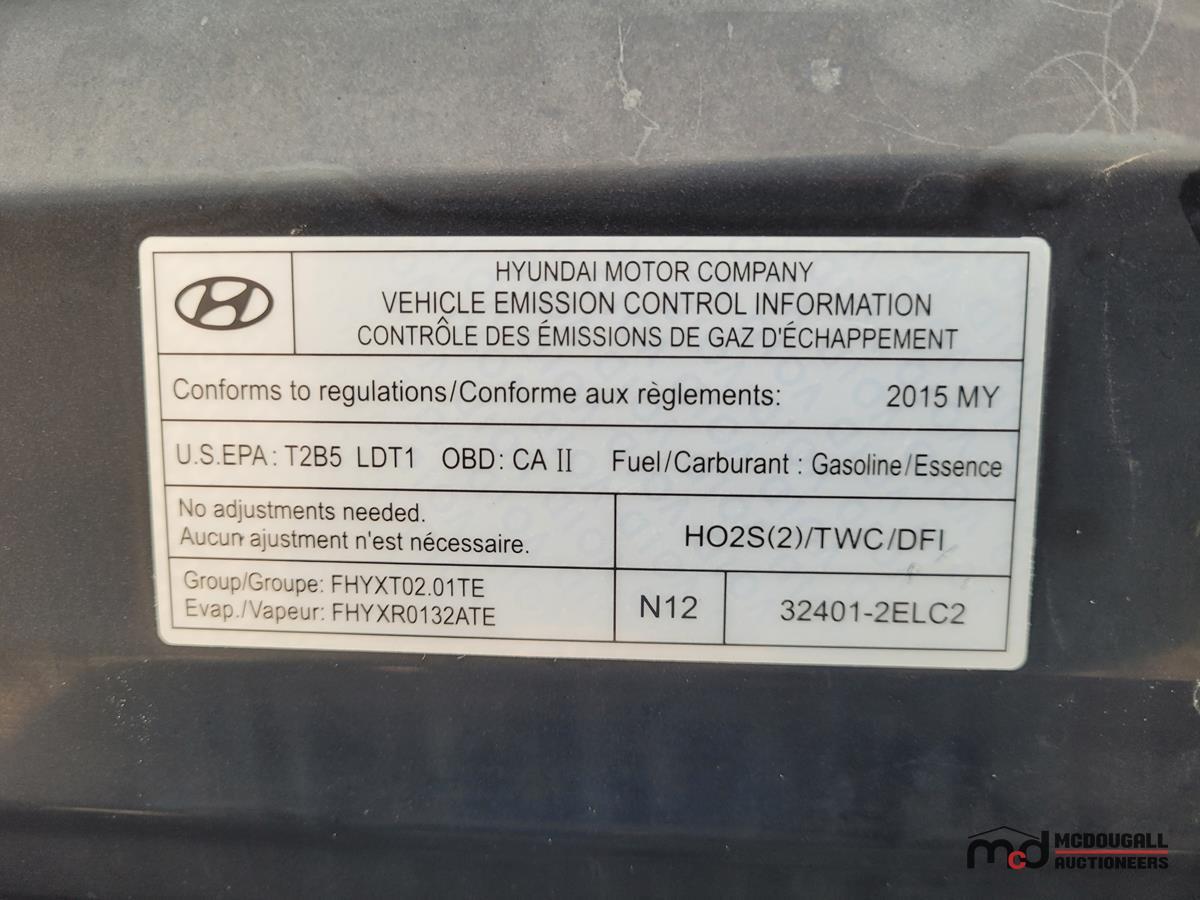 HYUNDAI MOTOR COMPANY
VEHICLE EMISSION CONTROL INFORMATION
CONTRÔLE DES ÉMISSIONS DE GAZ D'ÉCHAPPEMENT
Conforms to regulations/Conforme aux règlements: 2015 MY
U.S.EPA: T2B5 LDT1 OBD: CA II Fuel/Carburant : Gasoline/Essence
No adjustments needed.
Aucun ajustment n'est nécessaire.
HO2S(2)/TWC/DFI
Group/Groupe: FHYXT02.01TE
Evap./Vapeur: FHYXR0132ATE
N12
32401-2ELC2
mcd MCDOUGALL
AUCTIONEERS